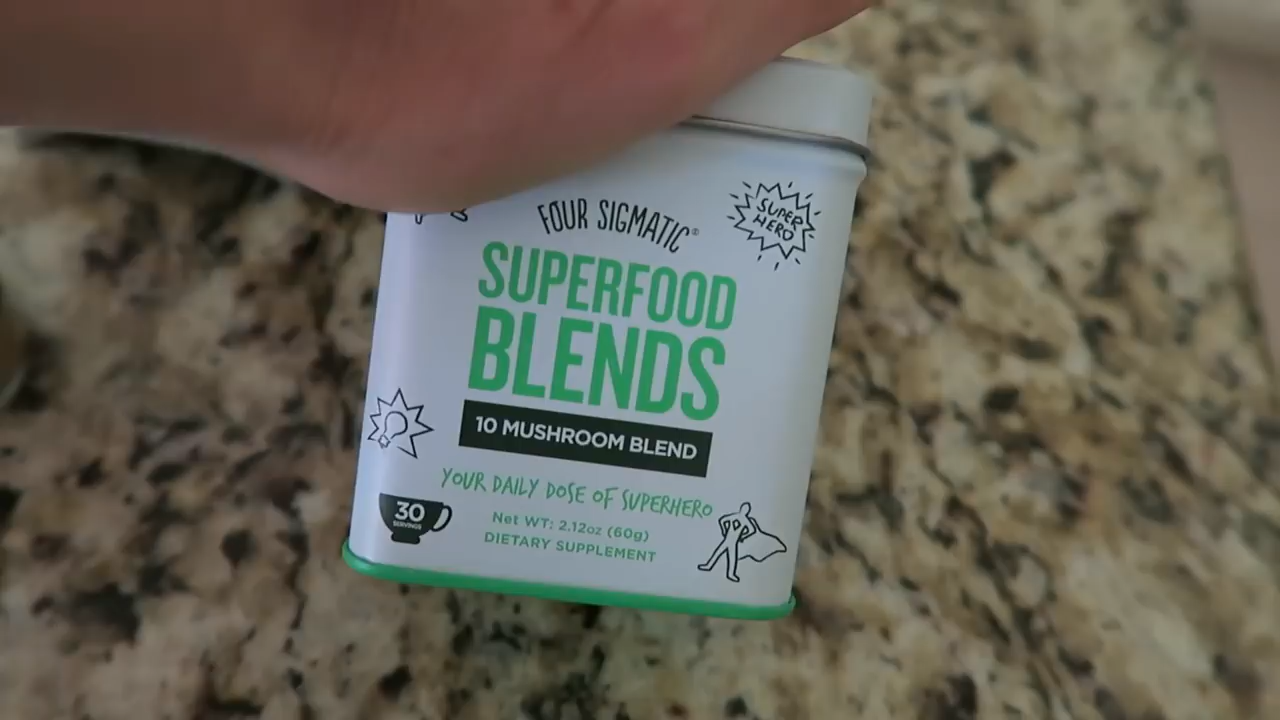 FOUR SIGMATIC®
SUPER
HERO
SUPERFOOD
BLENDS
10 MUSHROOM BLEND
YOUR DAILY DOSE OF SUPERHERO
30
SERVINGS
Net WT: 2.12oz (60g)
DIETARY SUPPLEMENT